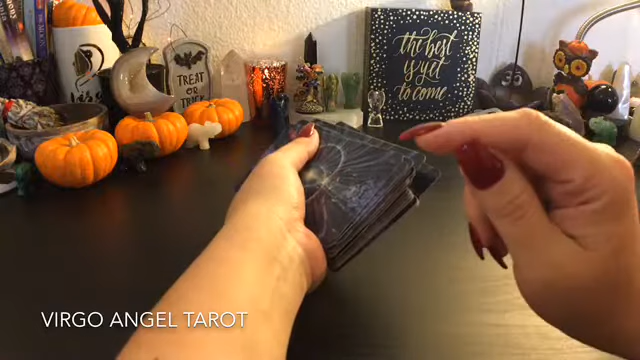 TREAT
OR
TRICK
the best
is yet
to come
VIRGO ANGEL TAROT